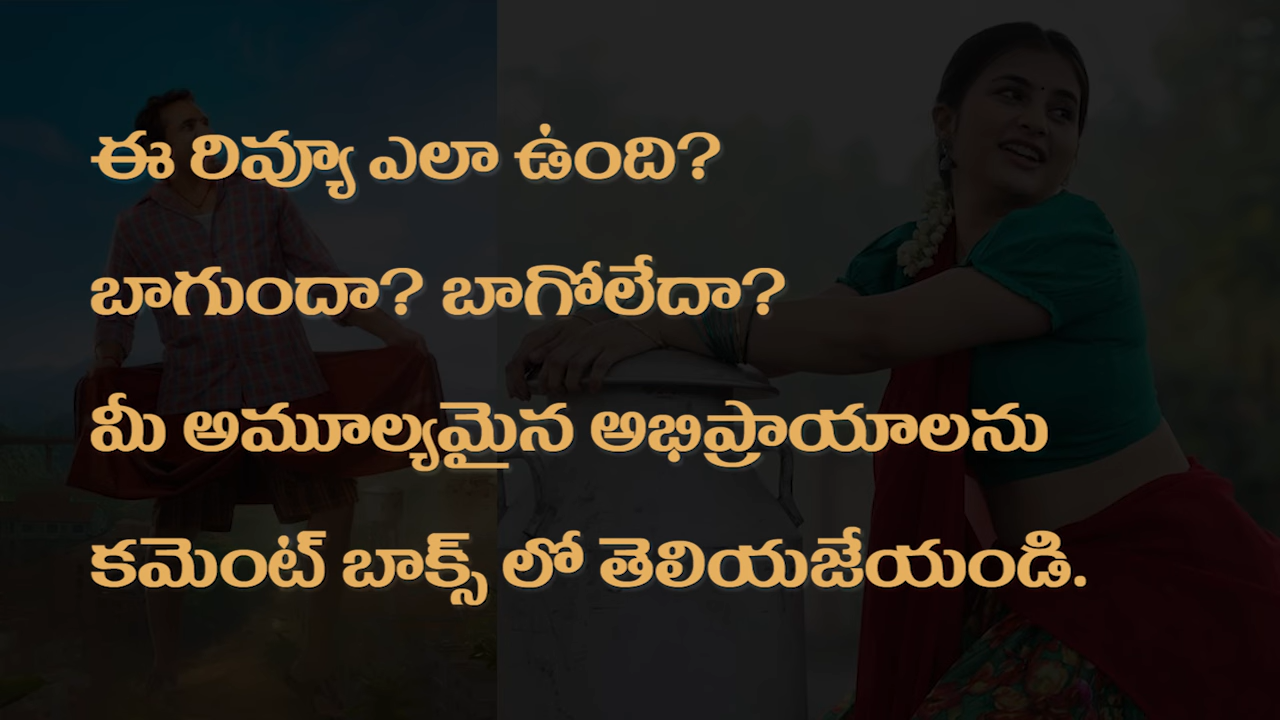 ఈ రివ్యూ ఎలా ఉంది?
బాగుందా? బాగోలేదా?
మీ అమూల్యమైన అభిప్రాయాలను
కమెంట్ బాక్స్ లో తెలియజేయండి.